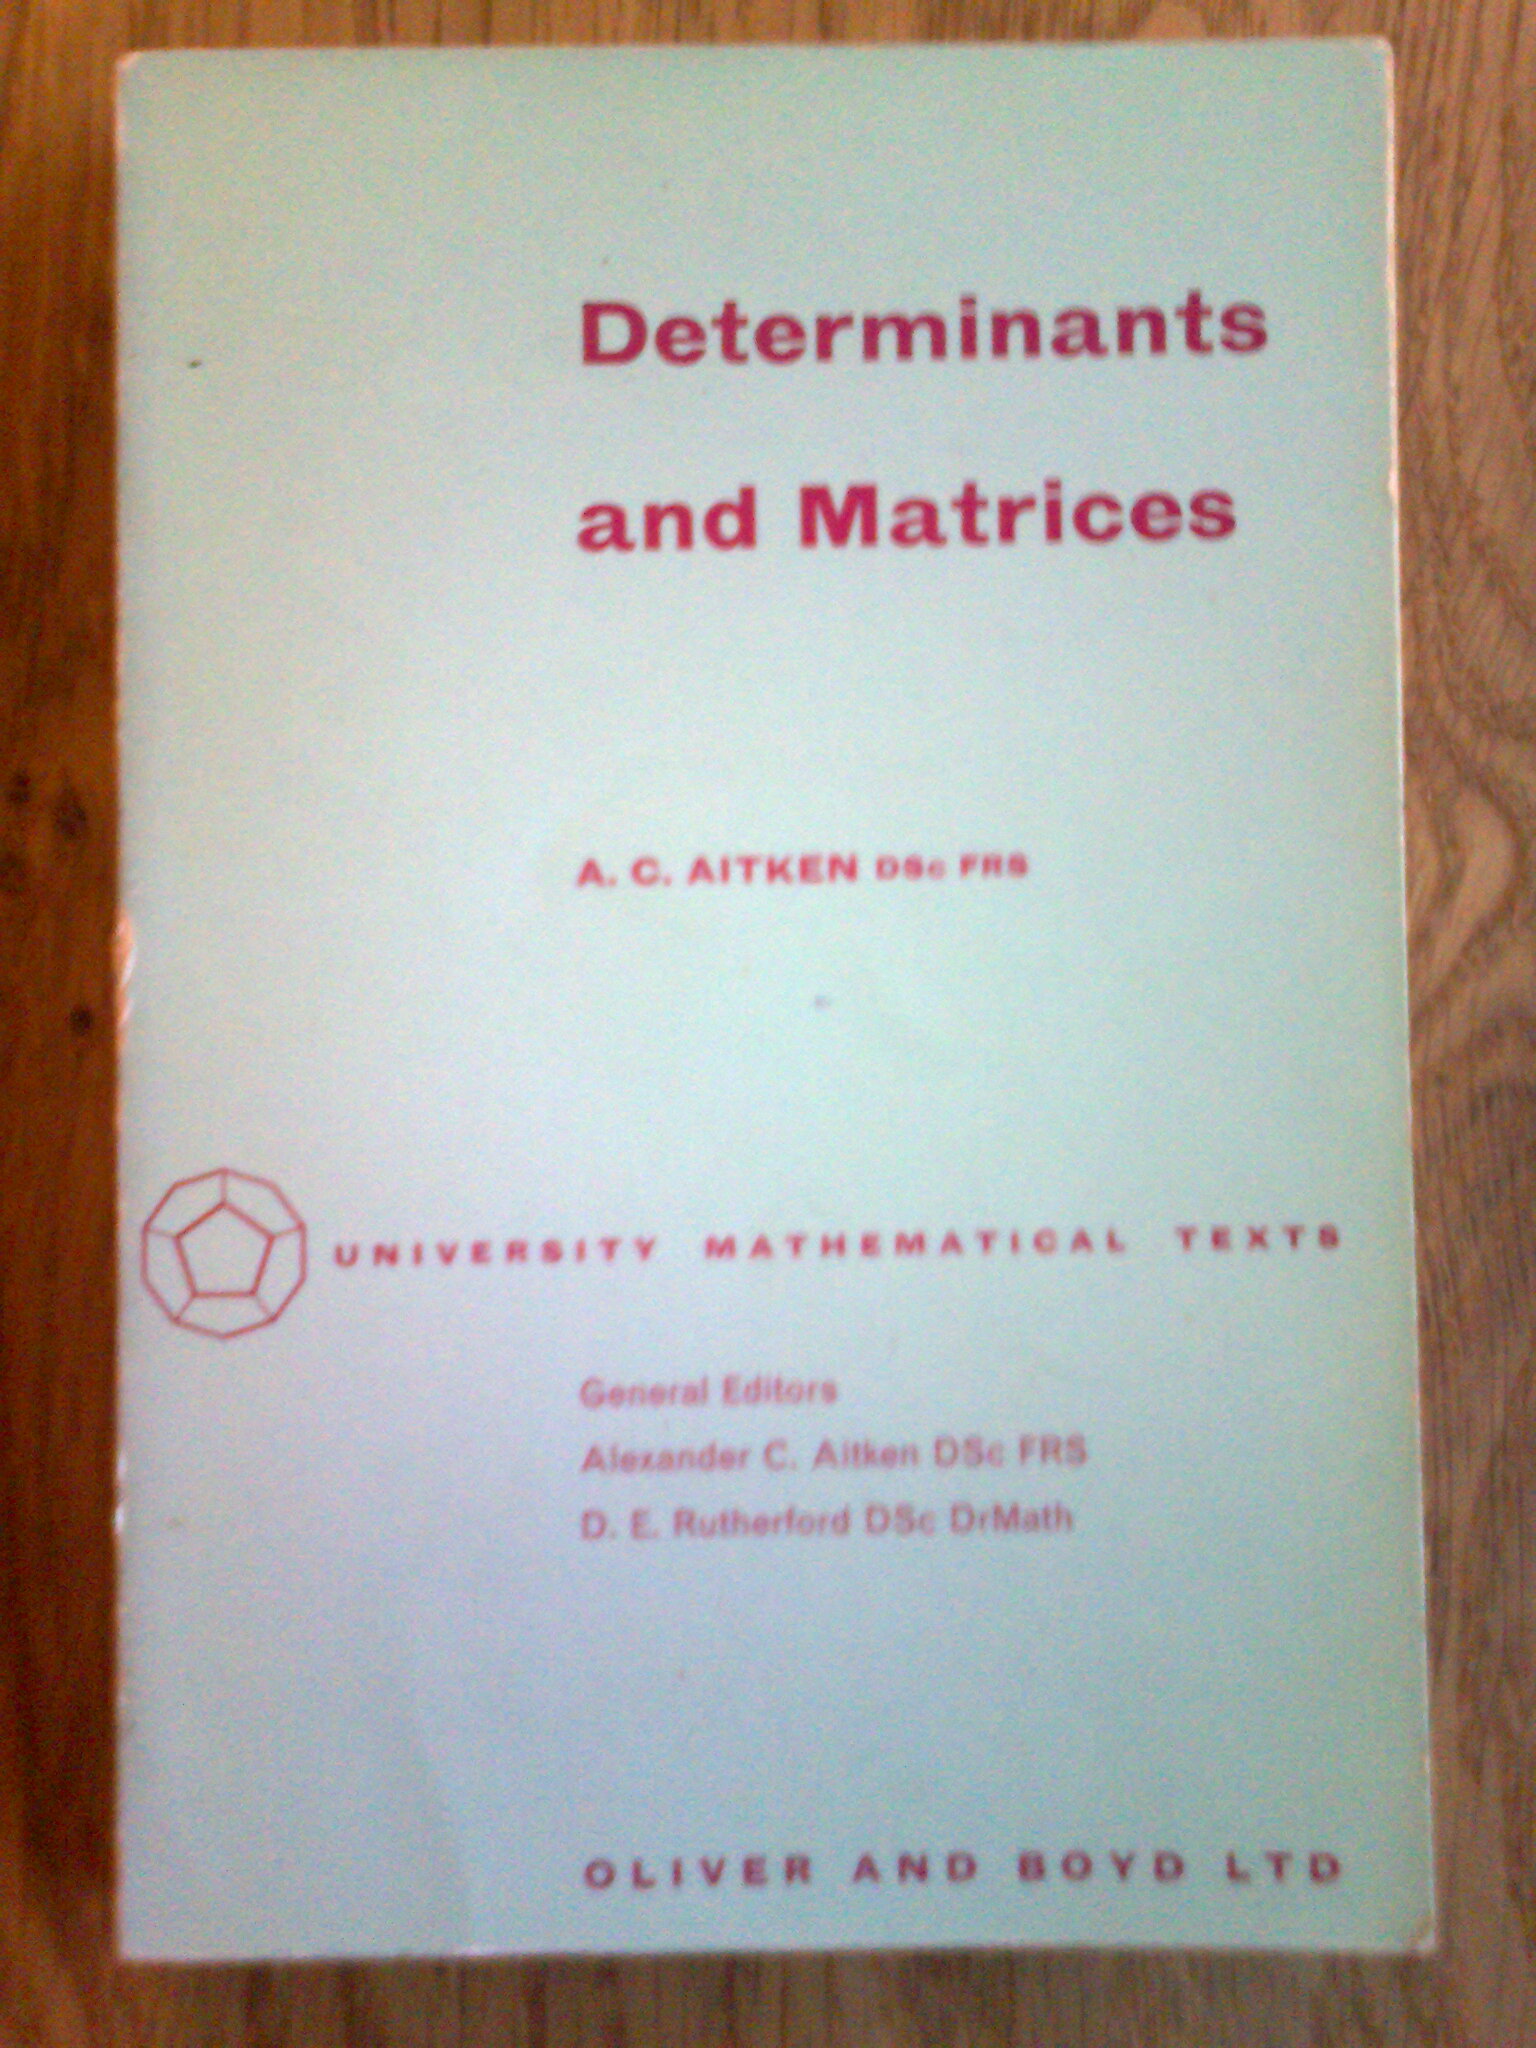 Determinants
and Matrices
A. C. AITKEN DSc FRS
UNIVERSITY MATHEMATICAL TEXTS
General Editors
Alexander C. Aitken DSc FRS
D. E. Rutherford DSc DrMath
OLIVER AND BOYD LTD